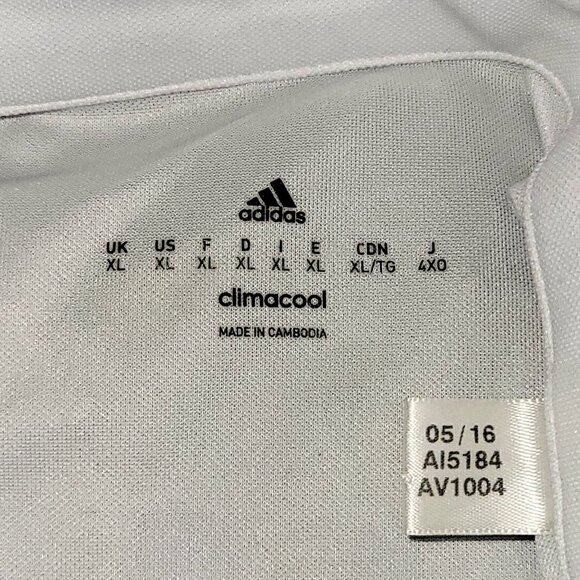 adidas
UK US F D I E CDN J
XL XL XL XL XL XL XL/TG 4XO
climacool
MADE IN CAMBODIA
05/16
AI5184
AV1004